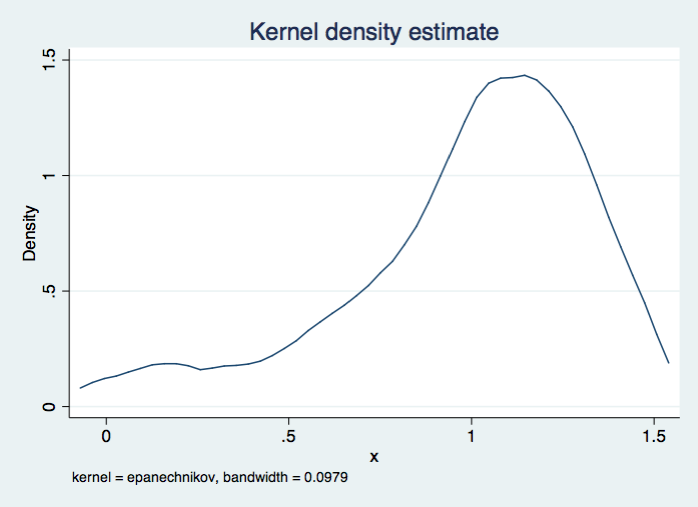 Kernel density estimate
1.5
1
.5
0
Density
0 .5 1 1.5
x
kernel = epanechnikov, bandwidth = 0.0979